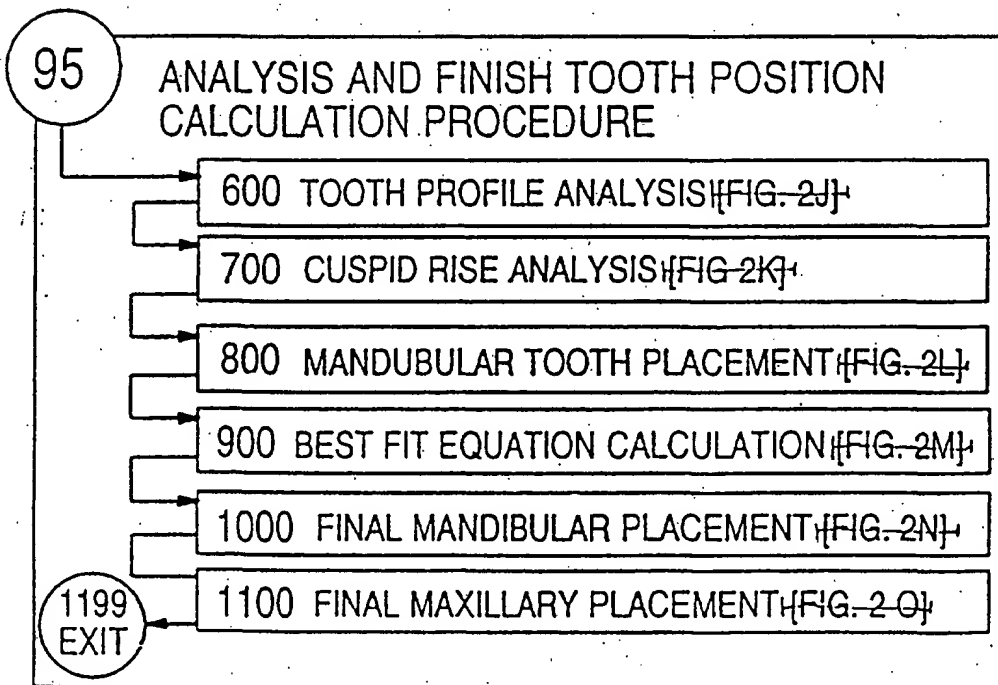 95
ANALYSIS AND FINISH TOOTH POSITION
CALCULATION PROCEDURE
600 TOOTH PROFILE ANALYSIS [FIG. 2J]
700 CUSPID RISE ANALYSIS [FIG 2K]
800 MANDUBULAR TOOTH PLACEMENT [FIG. 2L]
900 BEST FIT EQUATION CALCULATION [FIG. 2M]
1000 FINAL MANDIBULAR PLACEMENT [FIG. 2N]
1100 FINAL MAXILLARY PLACEMENT [FIG. 2 O]
1199
EXIT